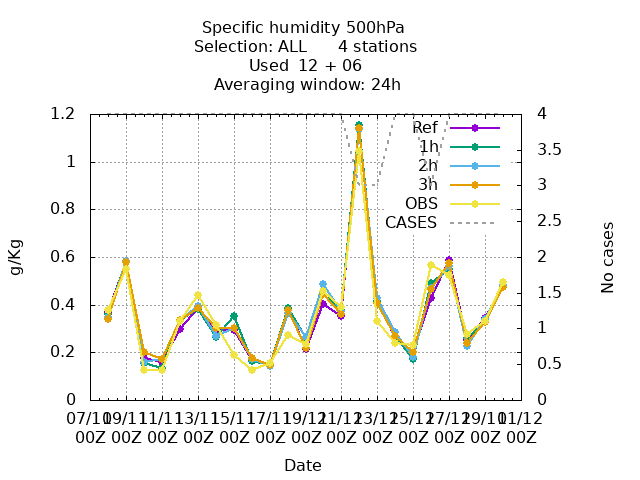 Specific humidity 500hPa
Selection: ALL 4 stations
Used 12 + 06
Averaging window: 24h
1.2
1
0.8
0.6
0.4
0.2
0
4
3.5
3
2.5
2
1.5
1
0.5
0
g/Kg
No cases
Ref
1h
2h
3h
OBS
CASES
07/11 09/11 11/11 13/11 15/11 17/11 19/11 21/11 23/11 25/11 27/11 29/11 01/12
00Z 00Z 00Z 00Z 00Z 00Z 00Z 00Z 00Z 00Z 00Z 00Z 00Z
Date